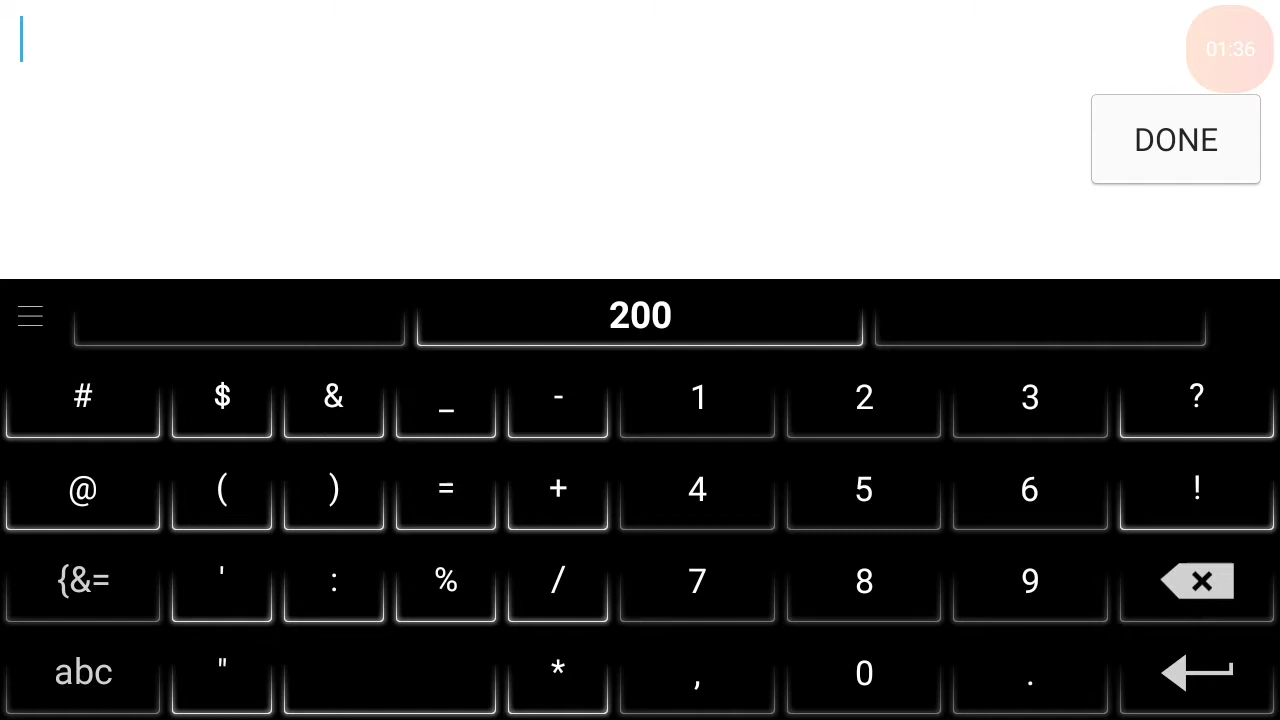 01:36
DONE
200
# $ & _ - 1 2 3 ?
@ ( ) = + 4 5 6 !
{&= ' : % / 7 8 9
abc " * , 0 .